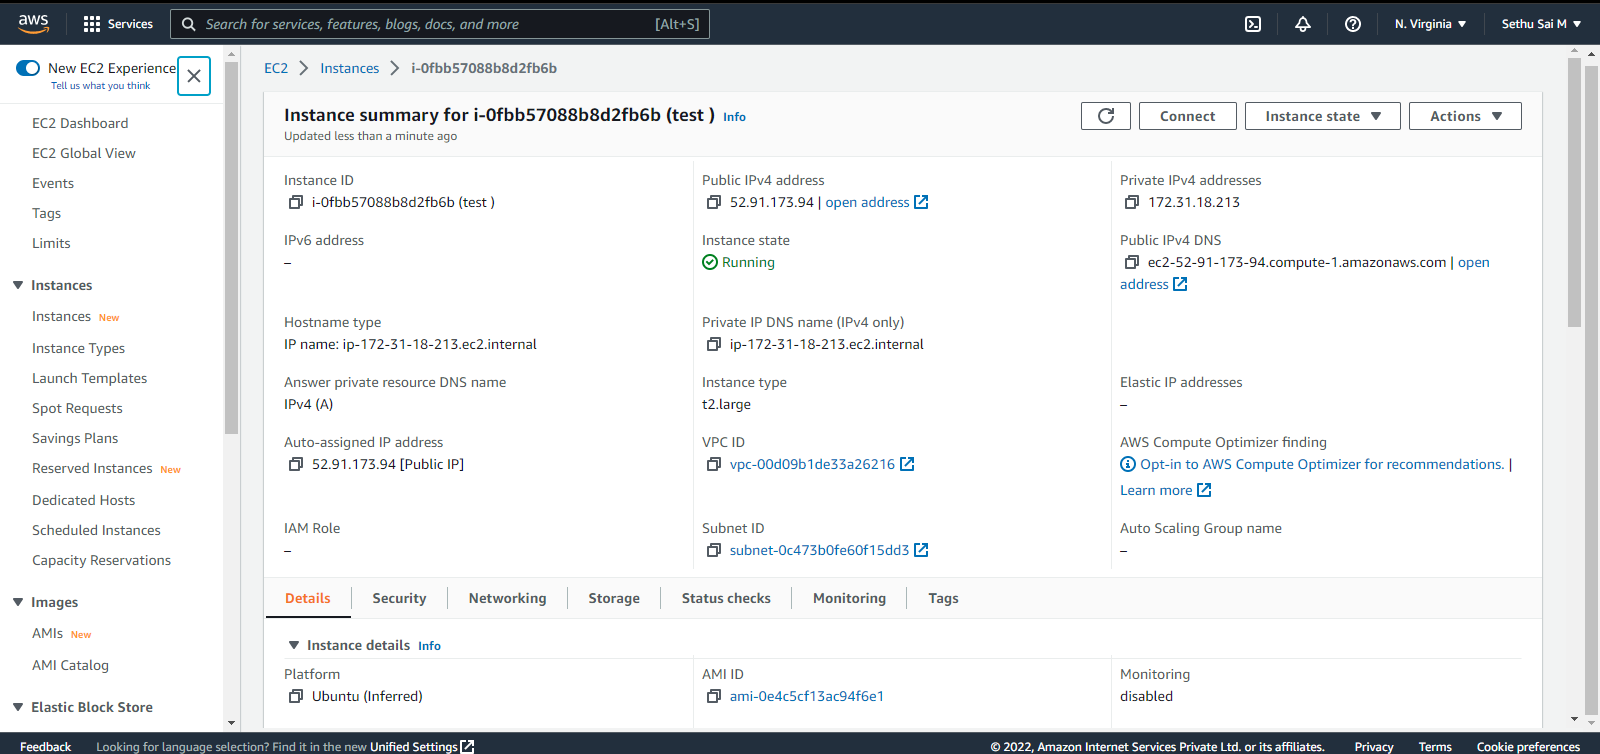 aws
Services
Search for services, features, blogs, docs, and more [Alt+S]
N. Virginia
Sethu Sai M
New EC2 Experience
Tell us what you think
EC2 Dashboard
EC2 Global View
Events
Tags
Limits
Instances
Instances New
Instance Types
Launch Templates
Spot Requests
Savings Plans
Reserved Instances New
Dedicated Hosts
Scheduled Instances
Capacity Reservations
Images
AMIs New
AMI Catalog
Elastic Block Store
EC2 Instances i-0fbb57088b8d2fb6b
Instance summary for i-0fbb57088b8d2fb6b (test ) Info
Updated less than a minute ago
Connect
Instance state
Actions
Instance ID
i-0fbb57088b8d2fb6b (test )
Public IPv4 address
52.91.173.94 | open address
Private IPv4 addresses
172.31.18.213
IPv6 address
–
Instance state
Running
Public IPv4 DNS
ec2-52-91-173-94.compute-1.amazonaws.com | open
address
Hostname type
IP name: ip-172-31-18-213.ec2.internal
Private IP DNS name (IPv4 only)
ip-172-31-18-213.ec2.internal
Answer private resource DNS name
IPv4 (A)
Instance type
t2.large
Elastic IP addresses
–
Auto-assigned IP address
52.91.173.94 [Public IP]
VPC ID
vpc-00d09b1de33a26216
AWS Compute Optimizer finding
Opt-in to AWS Compute Optimizer for recommendations. |
Learn more
IAM Role
–
Subnet ID
subnet-0c473b0fe60f15dd3
Auto Scaling Group name
–
Details
Security
Networking
Storage
Status checks
Monitoring
Tags
Instance details Info
Platform
Ubuntu (Inferred)
AMI ID
ami-0e4c5cf13ac94f6e1
Monitoring
disabled
Feedback
Looking for language selection? Find it in the new Unified Settings
© 2022, Amazon Internet Services Private Ltd. or its affiliates.
Privacy
Terms
Cookie preferences